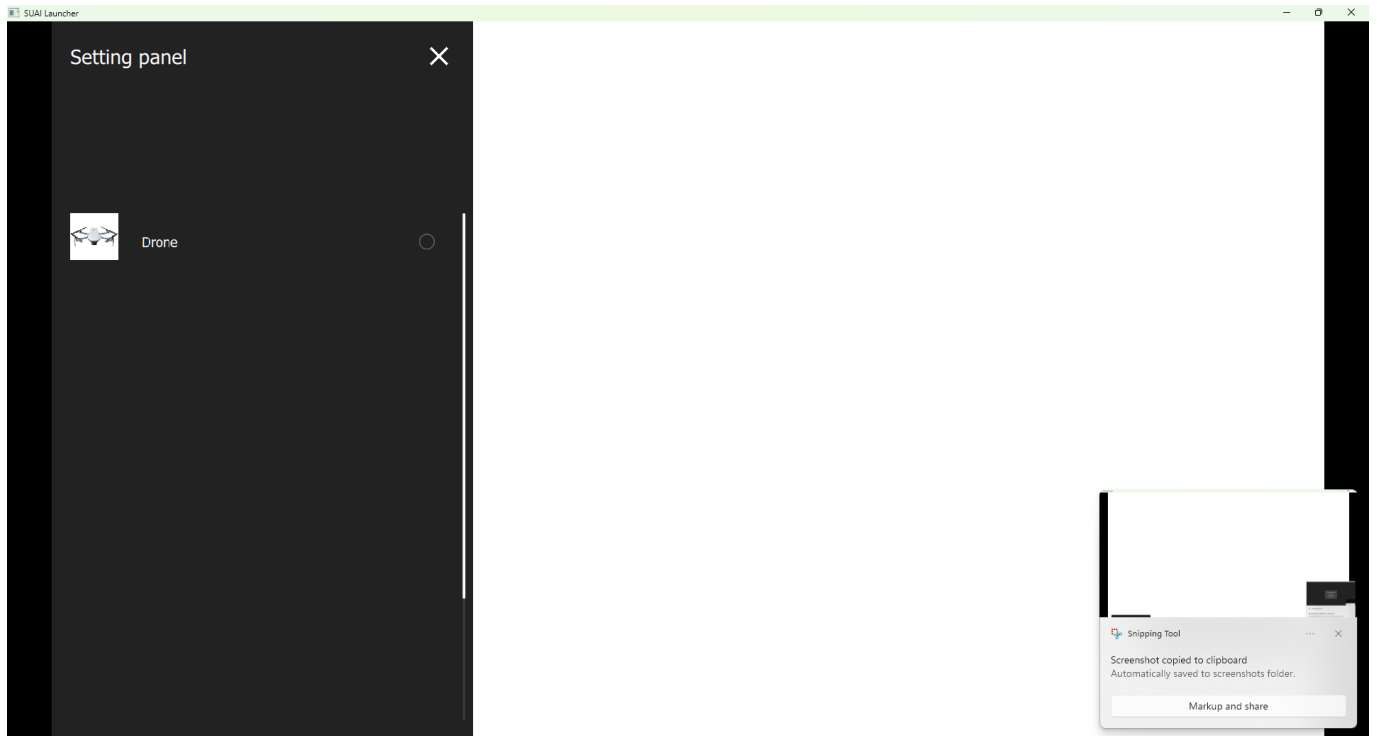 SUAI Launcher
Setting panel
Drone
Snipping Tool
Screenshot copied to clipboard
Automatically saved to screenshots folder.
Markup and share